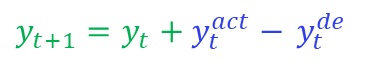 y_{t+1} = y_t + y_t^{act} − y_t^{de}